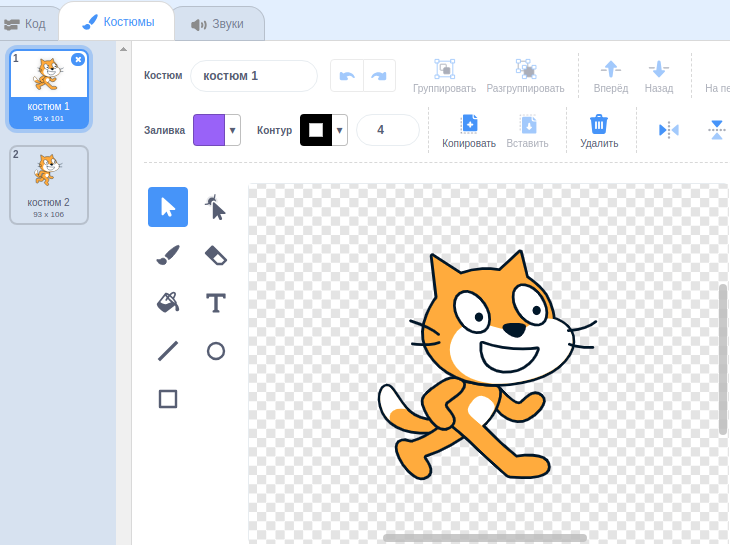 Код
Костюмы
Звуки
1
костюм 1
96 x 101
2
костюм 2
93 x 106
Костюм
костюм 1
Группировать
Разгруппировать
Вперёд
Назад
На пе
Заливка
Контур
4
Копировать
Вставить
Удалить
T